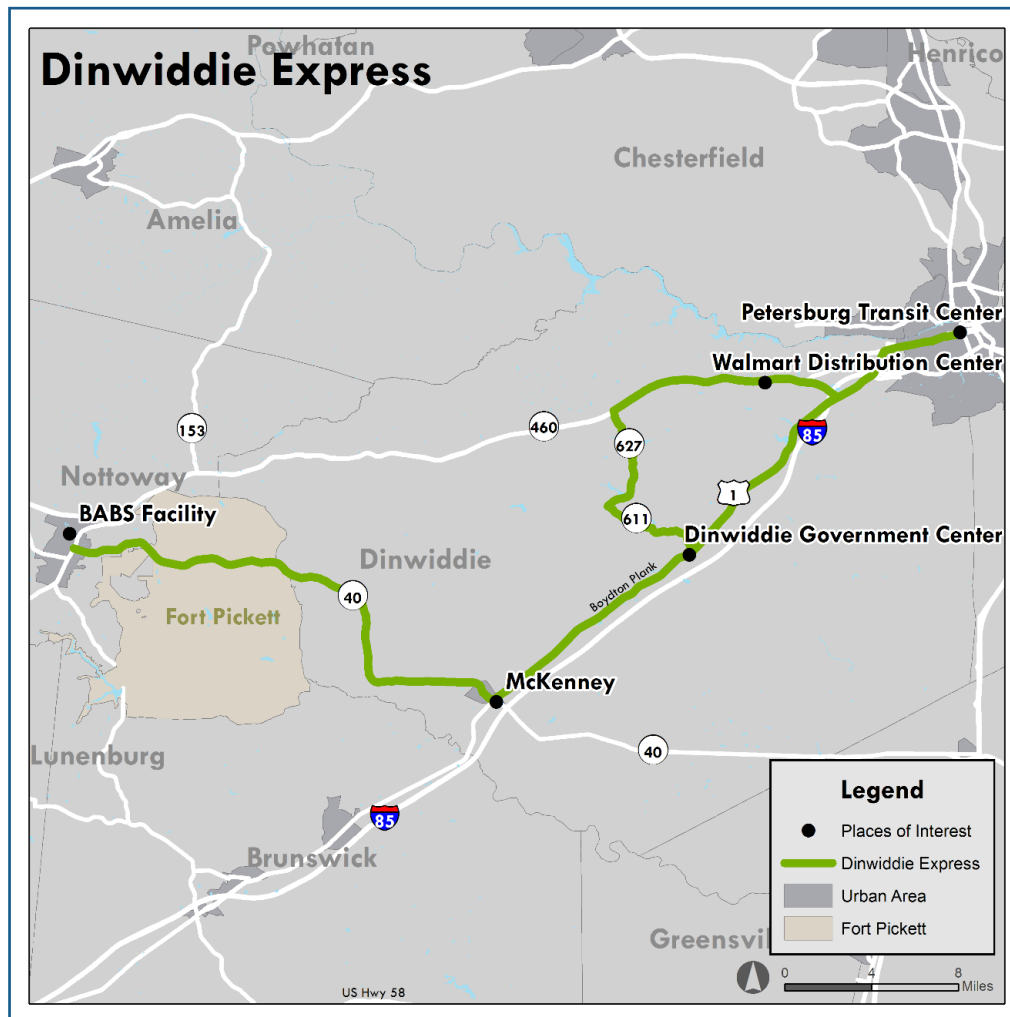 Powhatan
Dinwiddie Express
Henrico
Chesterfield
Amelia
Petersburg Transit Center
Walmart Distribution Center
153
460
85
627
Nottoway
1
BABS Facility
611
Dinwiddie Government Center
Dinwiddie
Boydton Plank
40
Fort Pickett
McKenney
40
Lunenburg
Legend
85
Places of Interest
Brunswick
Dinwiddie Express
Urban Area
Fort Pickett
Greensvil
0 4 8
Miles
US Hwy 58